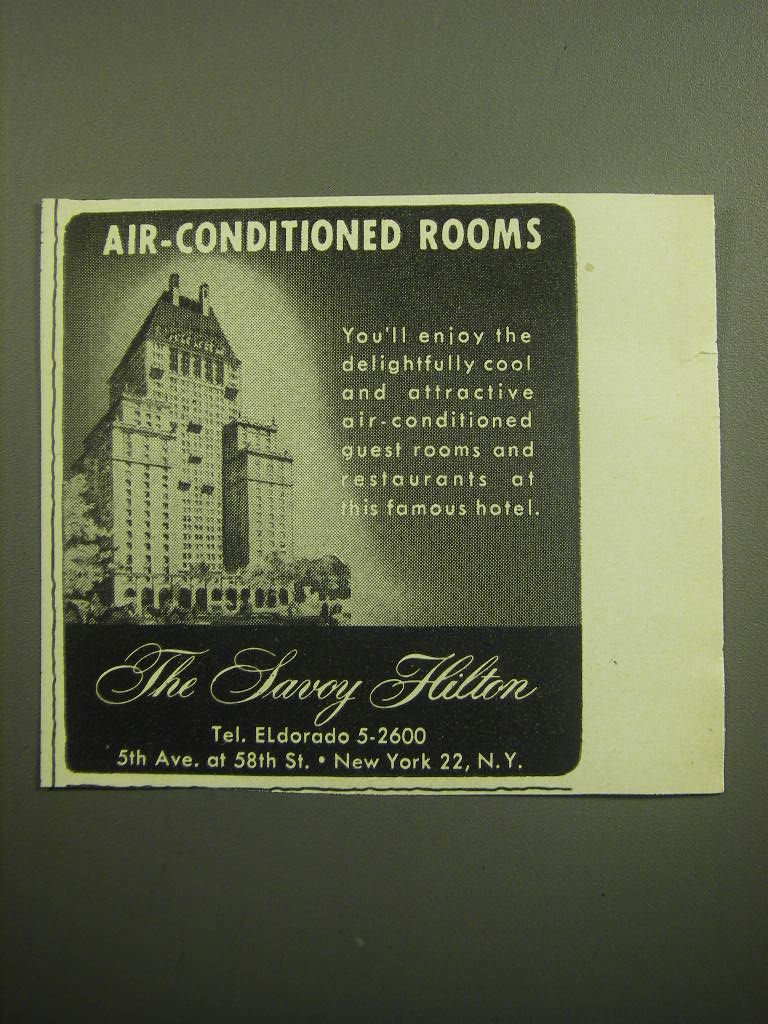 AIR-CONDITIONED ROOMS
You'll enjoy the
delightfully cool
and attractive
air-conditioned
guest rooms and
restaurants at
this famous hotel.
The Savoy Hilton
Tel. ELdorado 5-2600
5th Ave. at 58th St. • New York 22, N.Y.